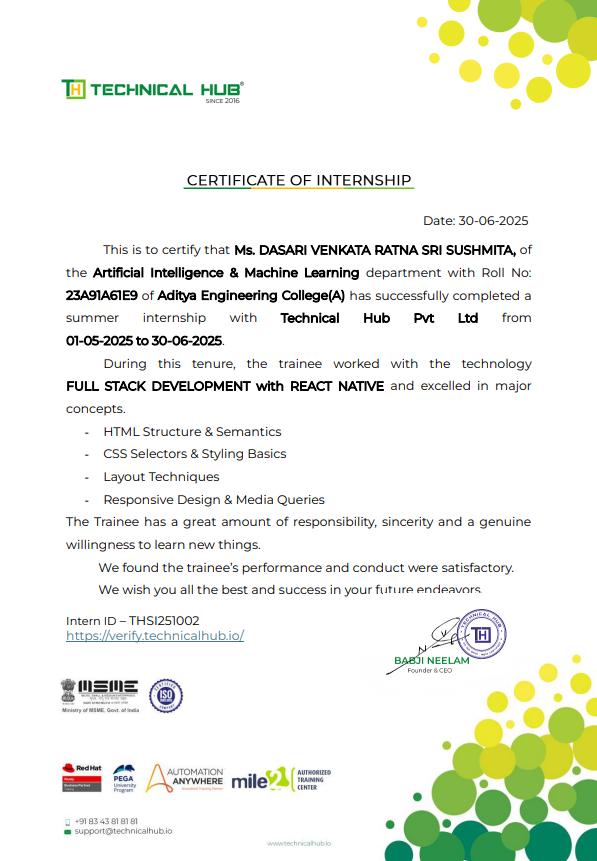 TH TECHNICAL HUB®
SINCE 2016
CERTIFICATE OF INTERNSHIP
Date: 30-06-2025
This is to certify that Ms. DASARI VENKATA RATNA SRI SUSHMITA, of
the Artificial Intelligence & Machine Learning department with Roll No:
23A91A61E9 of Aditya Engineering College(A) has successfully completed a
summer internship with Technical Hub Pvt Ltd from
01-05-2025 to 30-06-2025.
During this tenure, the trainee worked with the technology
FULL STACK DEVELOPMENT with REACT NATIVE and excelled in major
concepts.
- HTML Structure & Semantics
- CSS Selectors & Styling Basics
- Layout Techniques
- Responsive Design & Media Queries
The Trainee has a great amount of responsibility, sincerity and a genuine
willingness to learn new things.
We found the trainee's performance and conduct were satisfactory.
We wish you all the best and success in your future endeavors.
Intern ID – THSI251002
https://verify.technicalhub.io/
TECHNICAL HUB
TH
BABJI NEELAM
Founder & CEO
MSME
Ministry of MSME, Govt. of India
ISO
Red Hat
Business Partner
PEGA
University
Program
AUTOMATION
ANYWHERE
mile2
AUTHORIZED
TRAINING
CENTER
+91 83 43 81 81 81
support@technicalhub.io
www.technicalhub.io